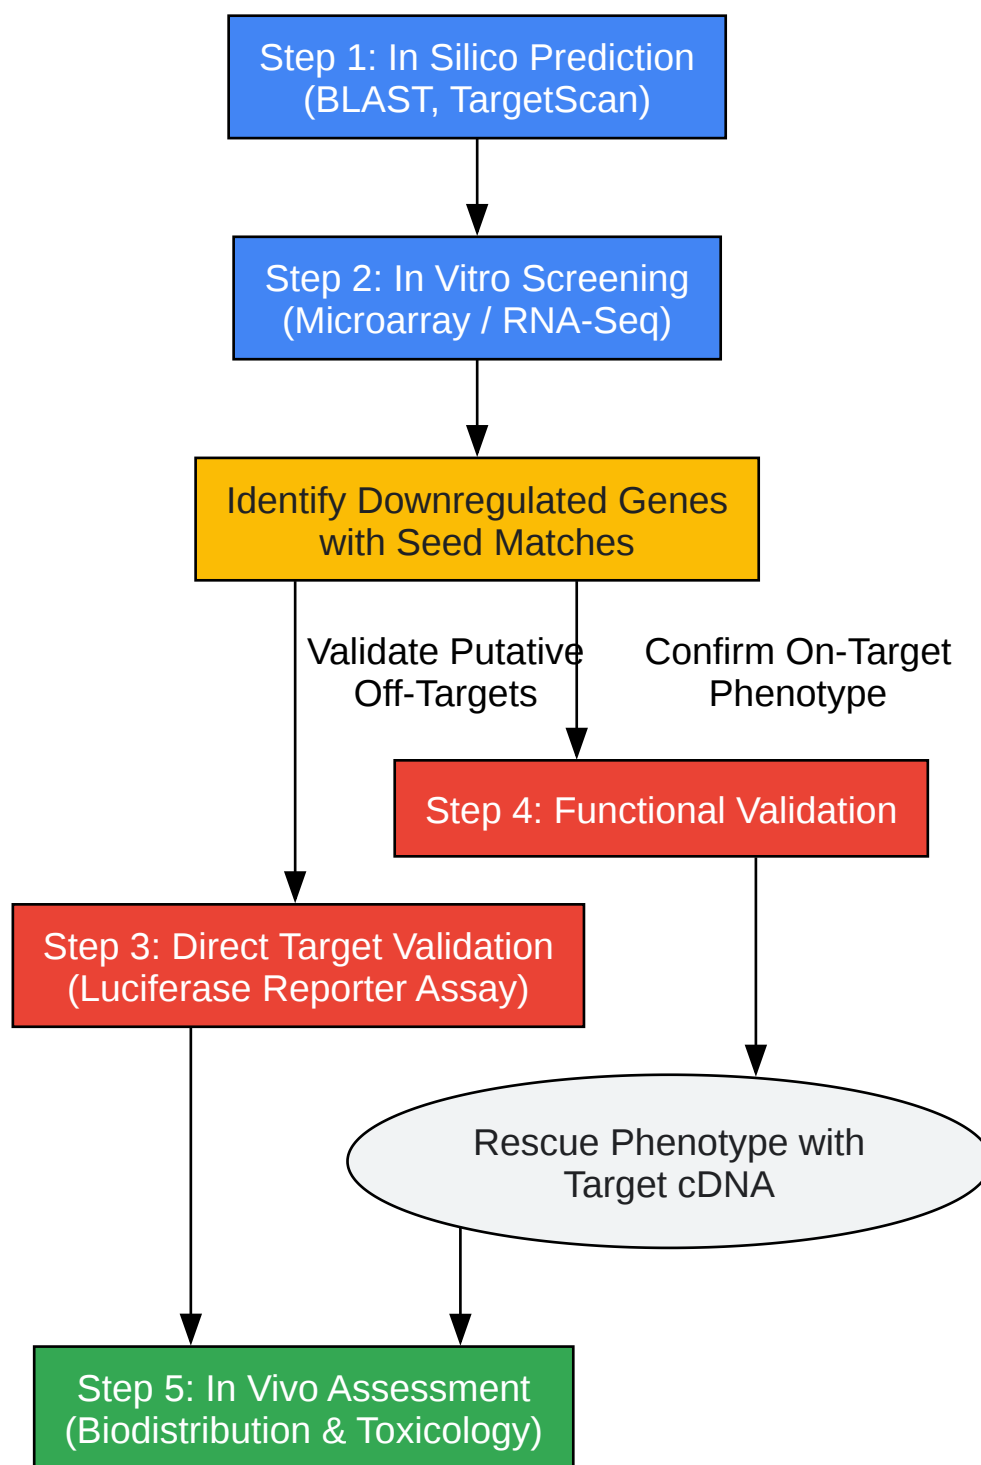 Step 1: In Silico Prediction
(BLAST, TargetScan)
Step 2: In Vitro Screening
(Microarray / RNA-Seq)
Identify Downregulated Genes
with Seed Matches
Validate Putative
Off-Targets
Confirm On-Target
Phenotype
Step 4: Functional Validation
Step 3: Direct Target Validation
(Luciferase Reporter Assay)
Rescue Phenotype with
Target cDNA
Step 5: In Vivo Assessment
(Biodistribution & Toxicology)